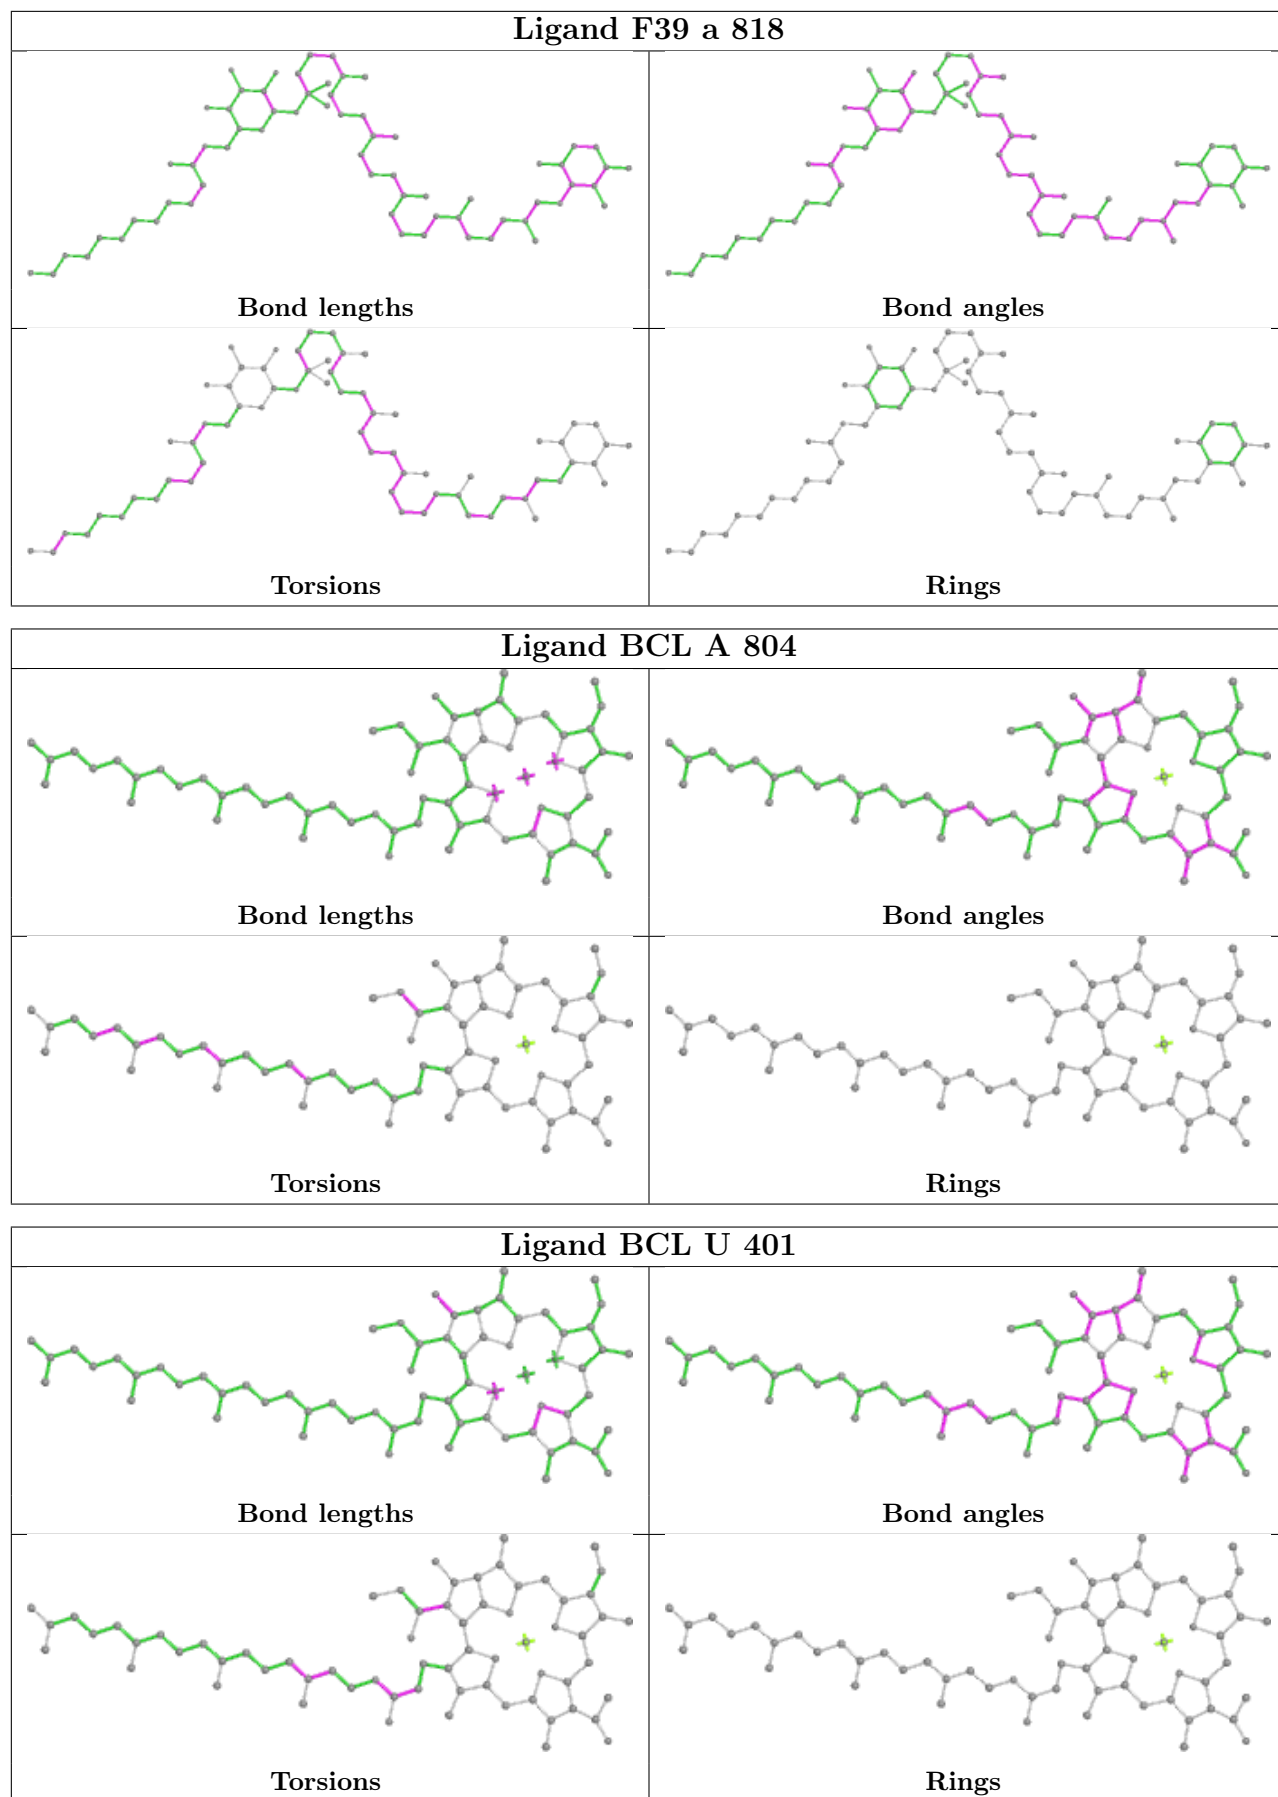 Ligand F39 a 818
Bond lengths
Bond angles
Torsions
Rings
Ligand BCL A 804
Bond lengths
Bond angles
Torsions
Rings
Ligand BCL U 401
Bond lengths
Bond angles
Torsions
Rings